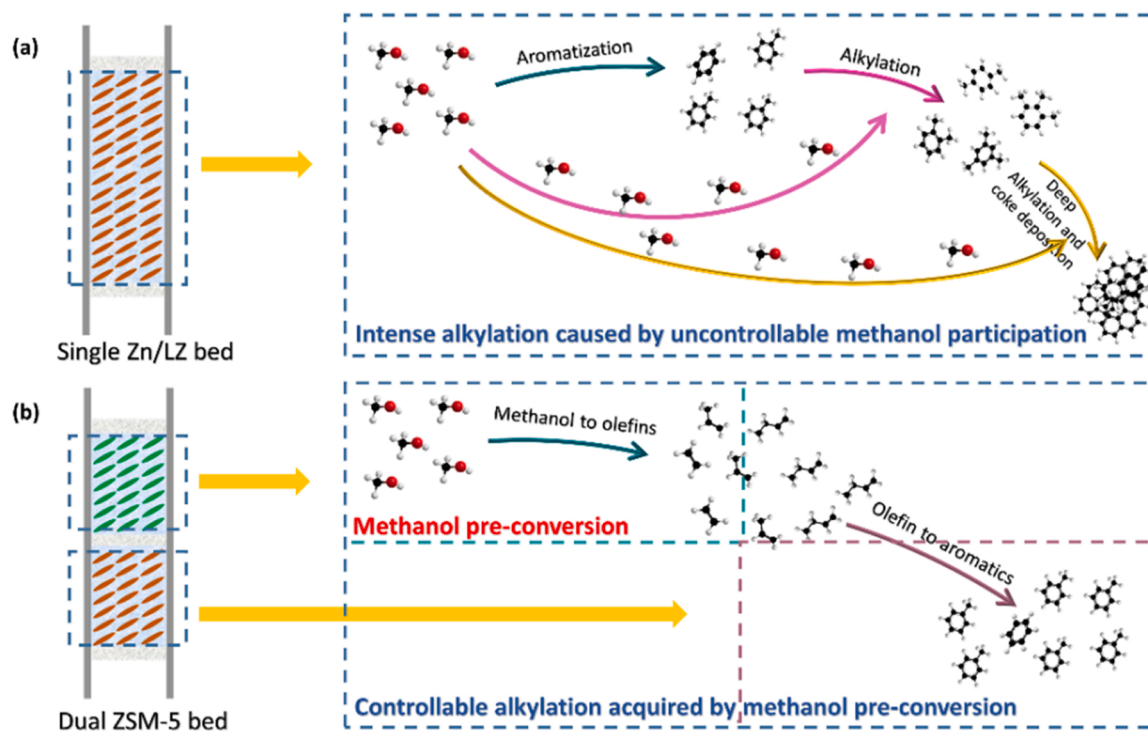 (a)
Aromatization
Alkylation
Deep
Alkylation and
coke deposition
Intense alkylation caused by uncontrollable methanol participation
Single Zn/LZ bed
(b)
Methanol to olefins
Methanol pre-conversion
Olefin to aromatics
Controllable alkylation acquired by methanol pre-conversion
Dual ZSM-5 bed